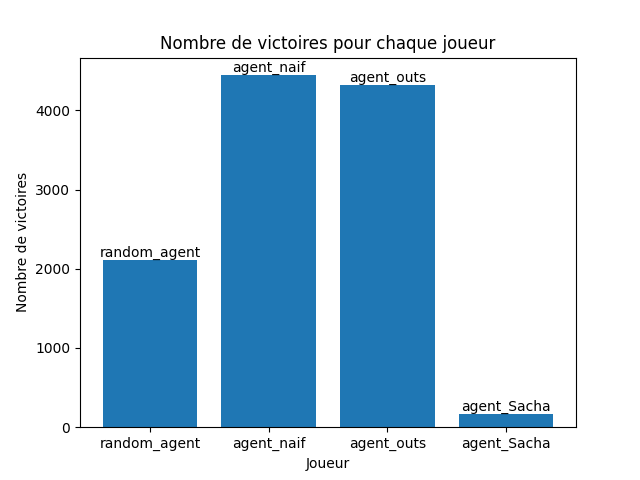 Nombre de victoires pour chaque joueur
Nombre de victoires
4000
3000
2000
1000
0
random_agent
agent_naif
agent_outs
agent_Sacha
random_agent
agent_naif
agent_outs
agent_Sacha
Joueur